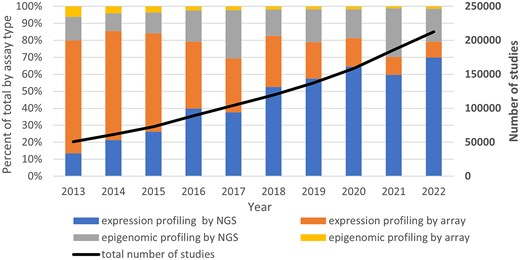 Percent of total by assay type
100%
90%
80%
70%
60%
50%
40%
30%
20%
10%
0%
250000
200000
150000
100000
50000
0
Number of studies
2013 2014 2015 2016 2017 2018 2019 2020 2021 2022
Year
expression profiling by NGS
expression profiling by array
epigenomic profiling by NGS
epigenomic profiling by array
total number of studies